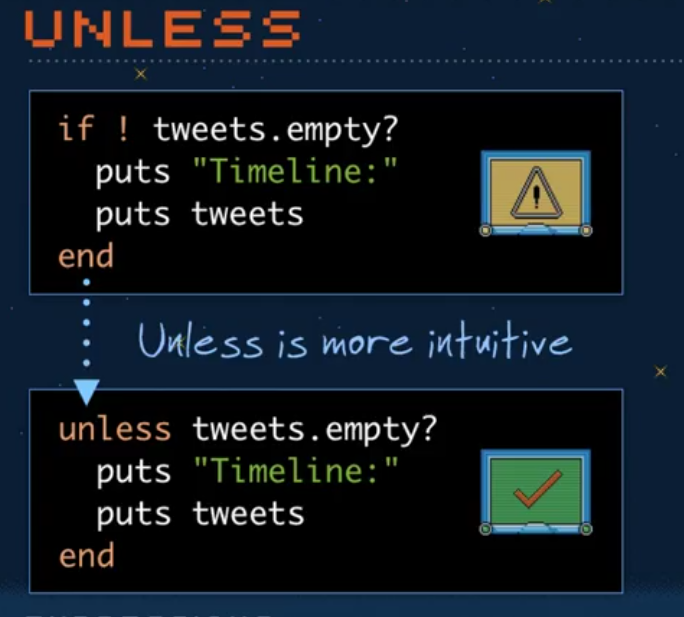 UNLESS
if ! tweets.empty?
  puts "Timeline:"
  puts tweets
end
Unless is more intuitive
unless tweets.empty?
  puts "Timeline:"
  puts tweets
end